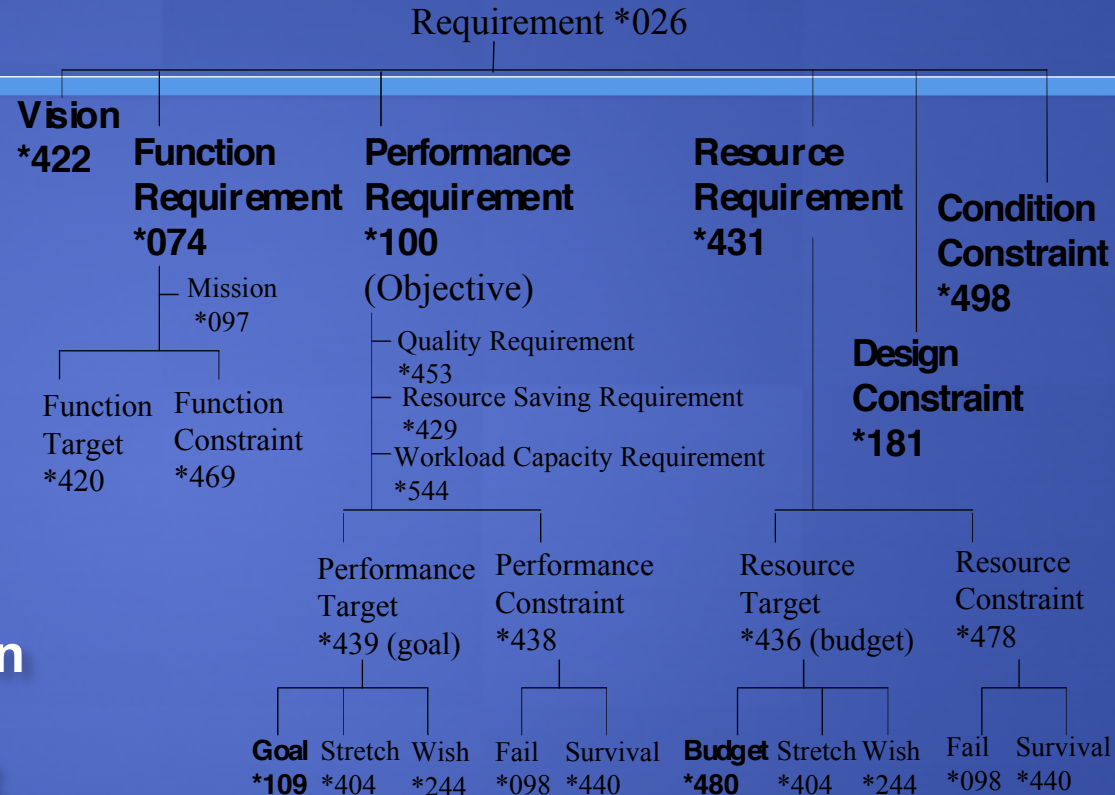 Requirement *026
Vision
*422
Function
Requirement
*074
Mission
*097
Function
Target
*420
Function
Constraint
*469
Performance
Requirement
*100
(Objective)
Quality Requirement
*453
Resource Saving Requirement
*429
Workload Capacity Requirement
*544
Performance
Target
*439 (goal)
Performance
Constraint
*438
Goal
*109
Stretch
*404
Wish
*244
Fail
*098
Survival
*440
Resource
Requirement
*431
Resource
Target
*436 (budget)
Resource
Constraint
*478
Budget
*480
Stretch
*404
Wish
*244
Fail
*098
Survival
*440
Design
Constraint
*181
Condition
Constraint
*498
n